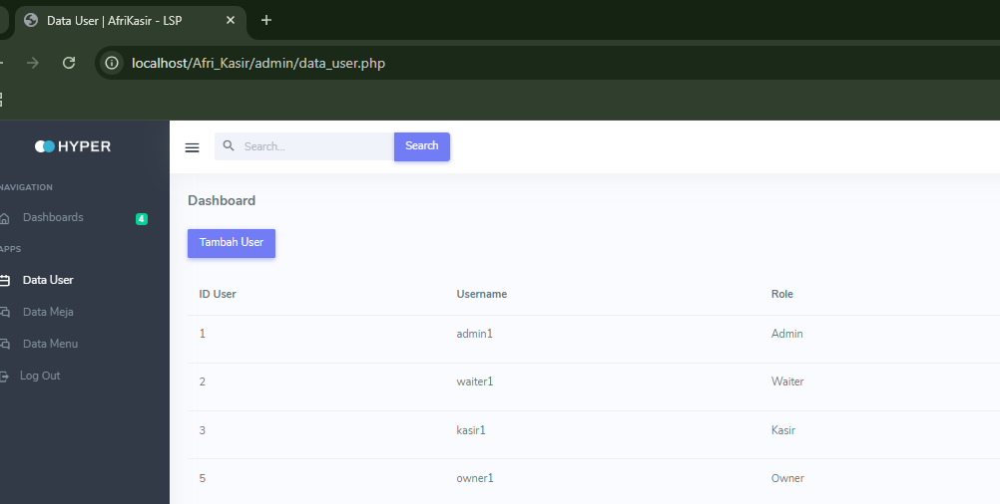 Data User | AfriKasir - LSP
localhost/Afri_Kasir/admin/data_user.php
HYPER
Search...
Search
NAVIGATION
Dashboards 4
APPS
Data User
Data Meja
Data Menu
Log Out
Dashboard
Tambah User
ID User Username Role
1 admin1 Admin
2 waiter1 Waiter
3 kasir1 Kasir
5 owner1 Owner